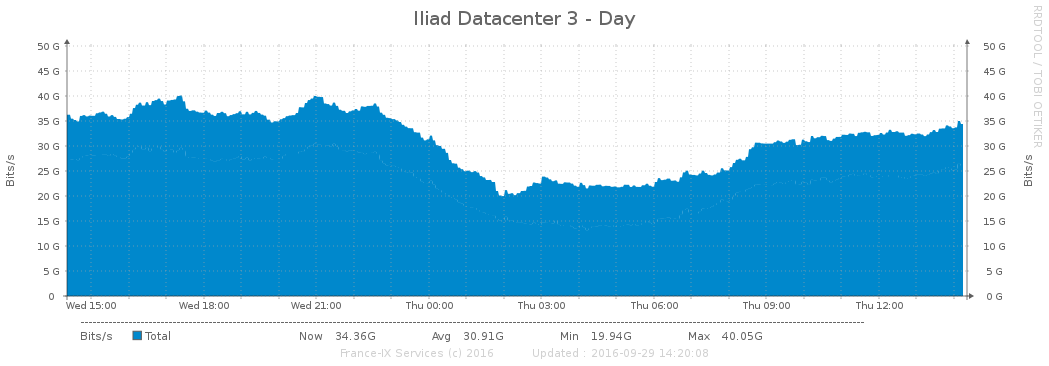 Iliad Datacenter 3 - Day
RRDTOOL / TOBI OETIKER
Bits/s
50 G 50 G
45 G 45 G
40 G 40 G
35 G 35 G
30 G 30 G
25 G 25 G
20 G 20 G
15 G 15 G
10 G 10 G
5 G 5 G
0 0 G
Bits/s
Wed 15:00 Wed 18:00 Wed 21:00 Thu 00:00 Thu 03:00 Thu 06:00 Thu 09:00 Thu 12:00
Bits/s Total Now 34.36G Avg 30.91G Min 19.94G Max 40.05G
France-IX Services (c) 2016 Updated : 2016-09-29 14:20:08